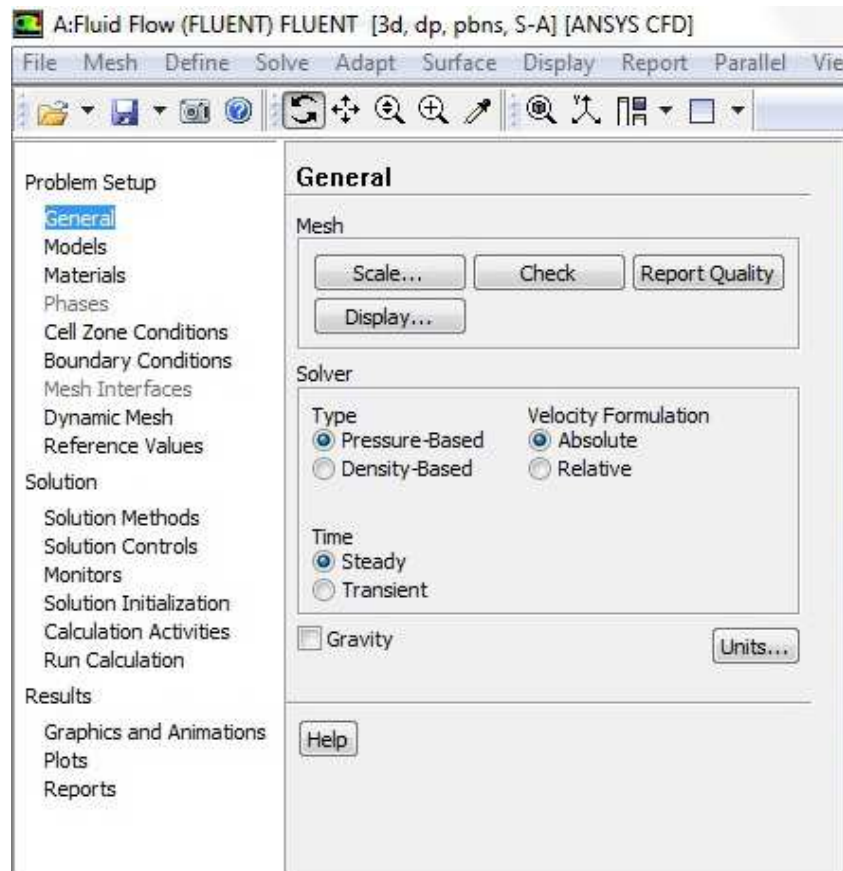 A:Fluid Flow (FLUENT) FLUENT [3d, dp, pbns, S-A] [ANSYS CFD]
File Mesh Define Solve Adapt Surface Display Report Parallel Vie
Problem Setup
General
Models
Materials
Phases
Cell Zone Conditions
Boundary Conditions
Mesh Interfaces
Dynamic Mesh
Reference Values
Solution
Solution Methods
Solution Controls
Monitors
Solution Initialization
Calculation Activities
Run Calculation
Results
Graphics and Animations
Plots
Reports
General
Mesh
Scale... Check Report Quality
Display...
Solver
Type Velocity Formulation
Pressure-Based Absolute
Density-Based Relative
Time
Steady
Transient
Gravity Units...
Help